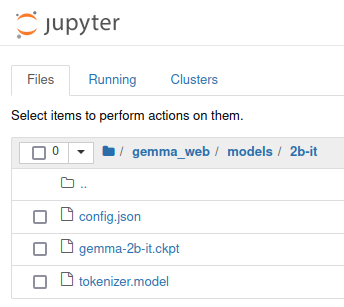 jupyter
Files Running Clusters
Select items to perform actions on them.
0 / gemma_web / models / 2b-it
..
config.json
gemma-2b-it.ckpt
tokenizer.model